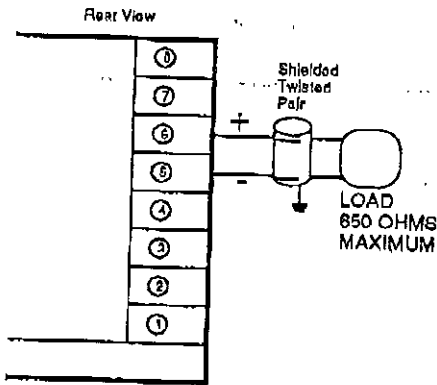 Rear View
8
7
6
5
4
3
2
1
+
-
Shielded
Twisted
Pair
LOAD
650 OHMS
MAXIMUM